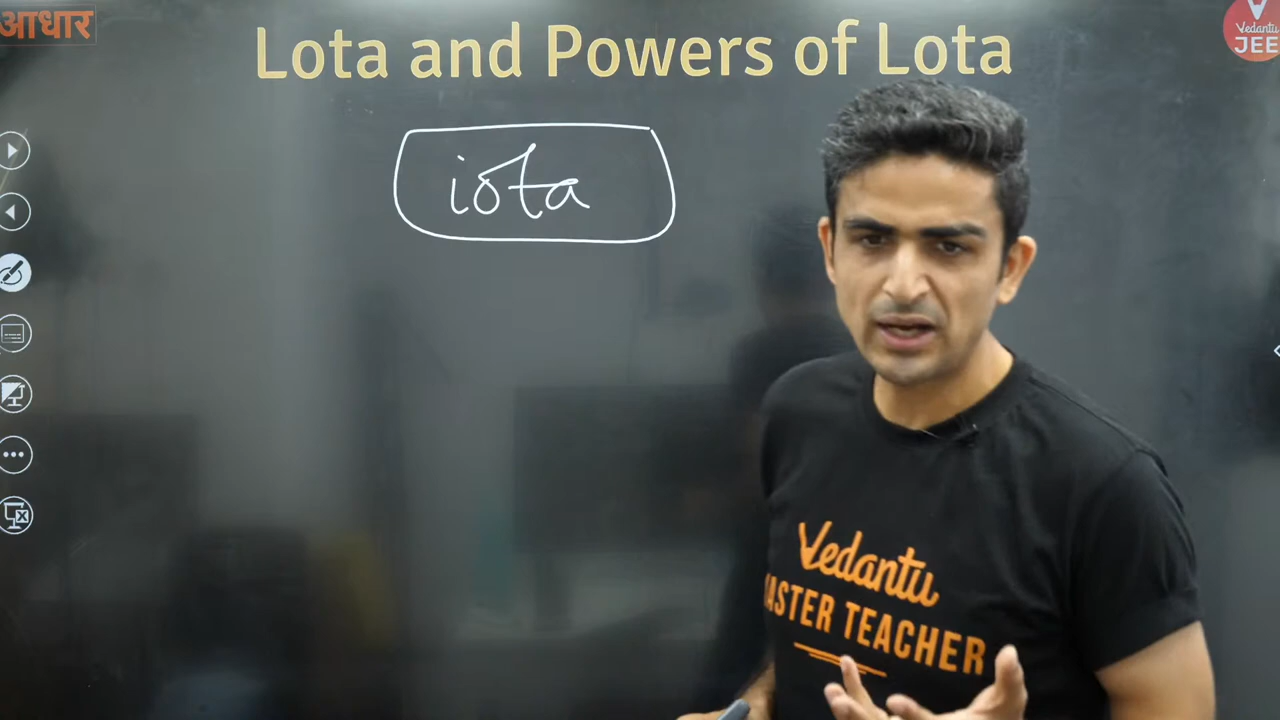 आधार
Lota and Powers of Lota
Vedantu
JEE
iota
Vedantu
MASTER TEACHER